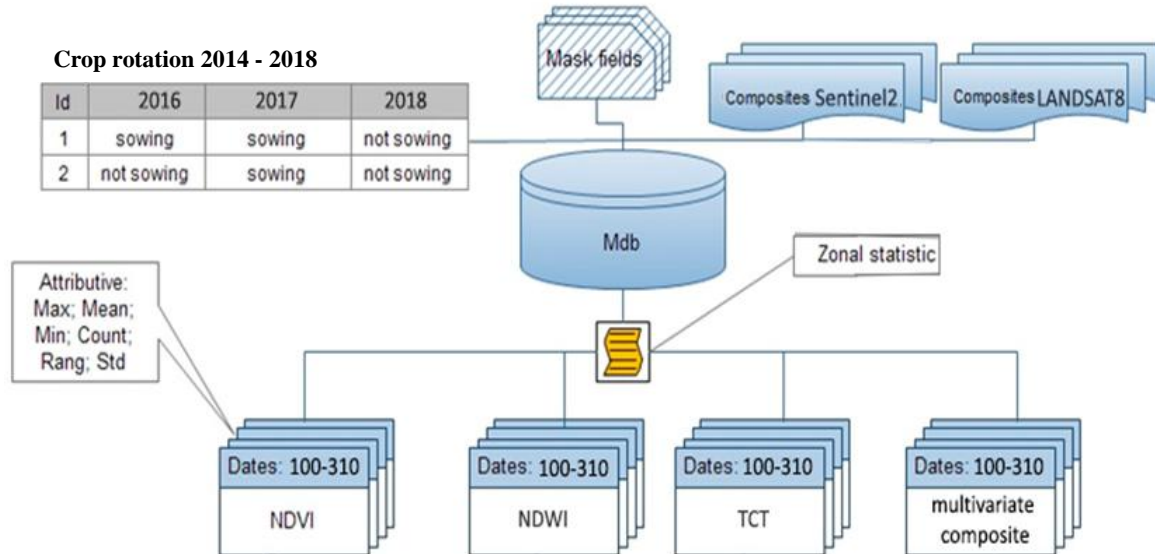 Crop rotation 2014 - 2018
Id 2016 2017 2018
1 sowing sowing not sowing
2 not sowing sowing not sowing
Mask fields
Composites Sentinel2
Composites LANDSAT8
Mdb
Zonal statistic
Attributive:
Max; Mean;
Min; Count;
Rang; Std
Dates: 100-310
NDVI
Dates: 100-310
NDWI
Dates: 100-310
TCT
Dates: 100-310
multivariate
composite